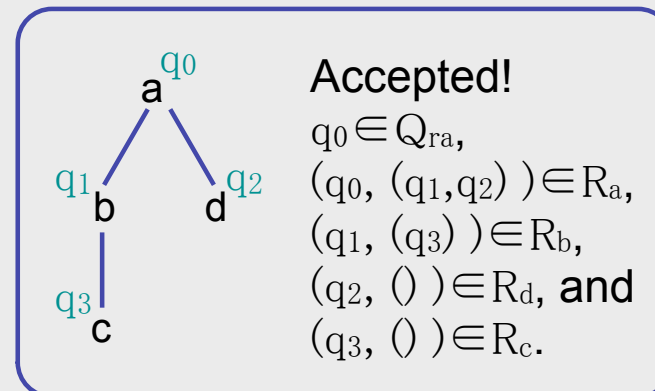 q0
a
q1
b
q2
d
q3
c
Accepted!
q0∈Qra,
(q0, (q1,q2) )∈Ra,
(q1, (q3) )∈Rb,
(q2, () )∈Rd, and
(q3, () )∈Rc.